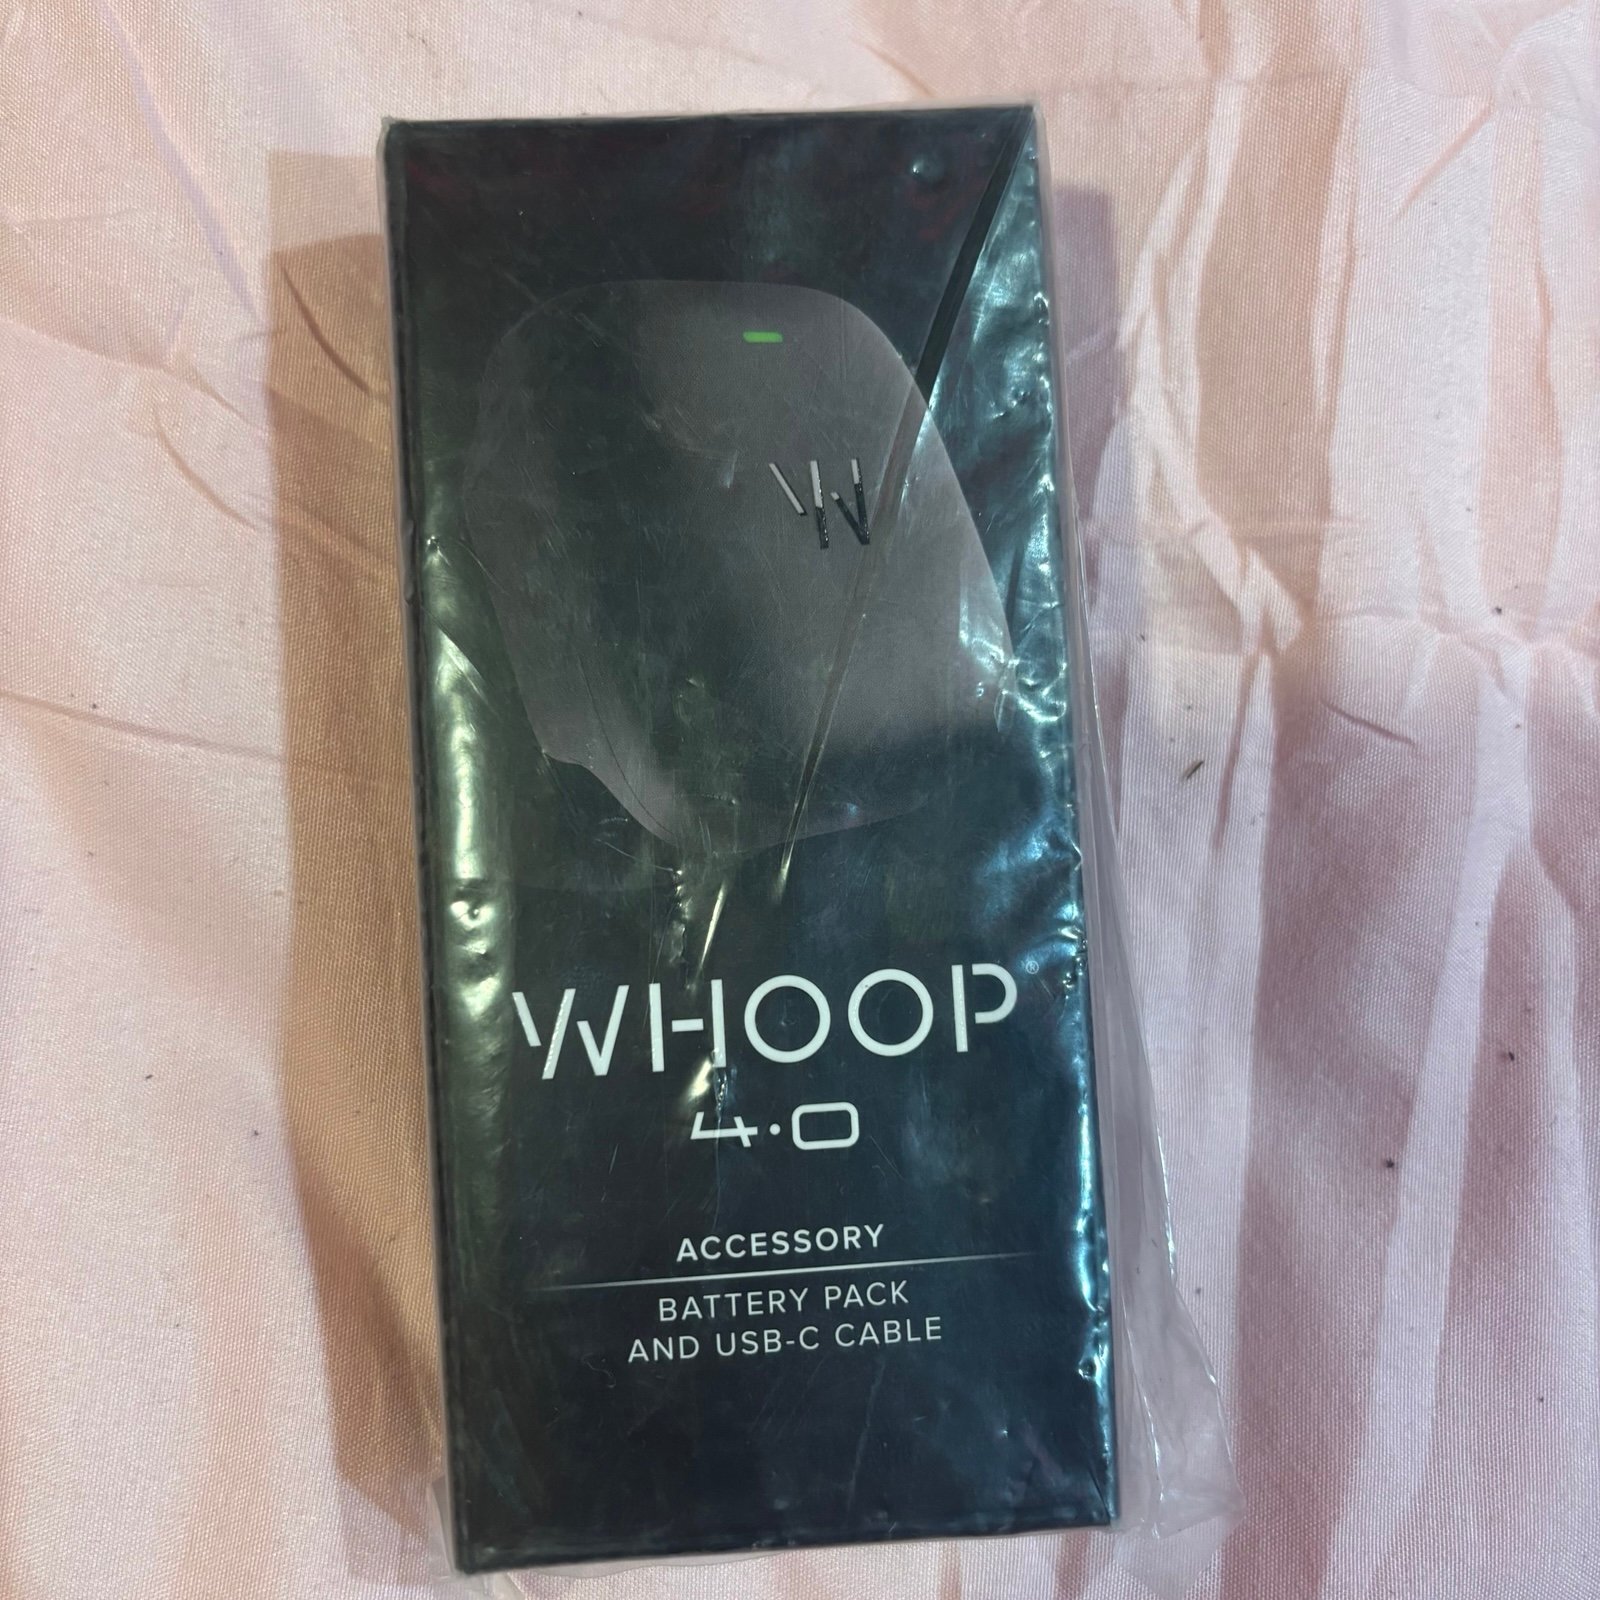 W
WHOOP®
4.0
ACCESSORY
BATTERY PACK
AND USB-C CABLE